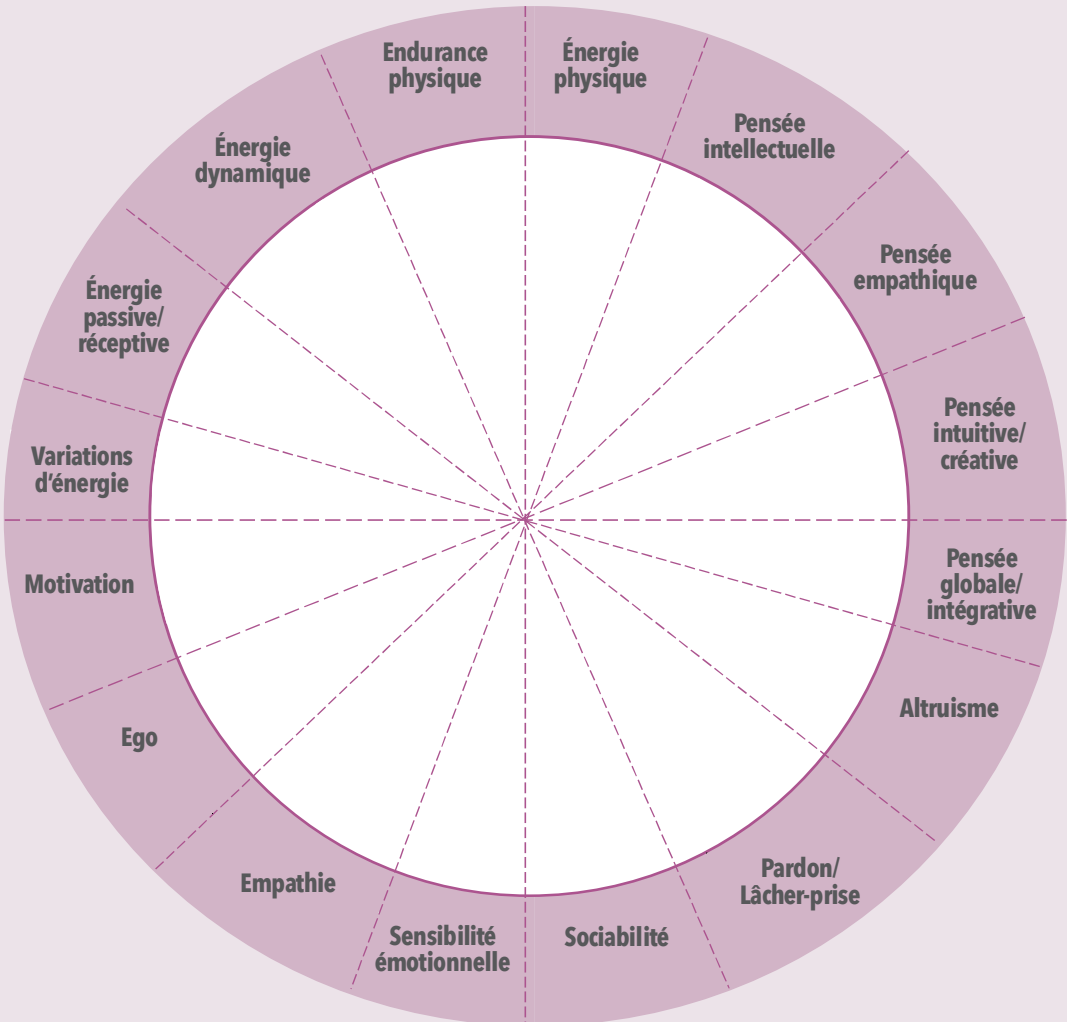 Endurance
physique
Énergie
physique
Pensée
intellectuelle
Pensée
empathique
Pensée
intuitive/
créative
Pensée
globale/
intégrative
Altruisme
Pardon/
Lâcher-prise
Sociabilité
Sensibilité
émotionnelle
Empathie
Ego
Motivation
Variations
d’énergie
Énergie
passive/
réceptive
Énergie
dynamique